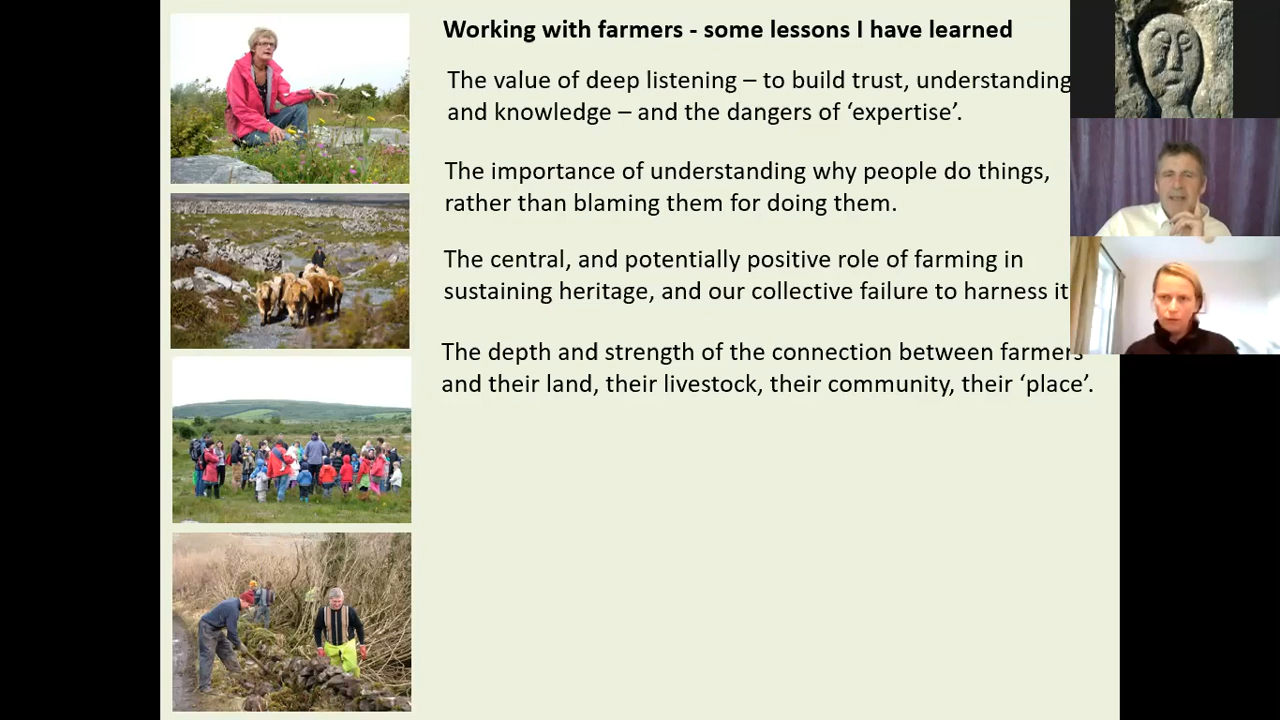 Working with farmers - some lessons I have learned
The value of deep listening – to build trust, understanding
and knowledge – and the dangers of ‘expertise’.
The importance of understanding why people do things,
rather than blaming them for doing them.
The central, and potentially positive role of farming in
sustaining heritage, and our collective failure to harness it
The depth and strength of the connection between farmers
and their land, their livestock, their community, their ‘place’.